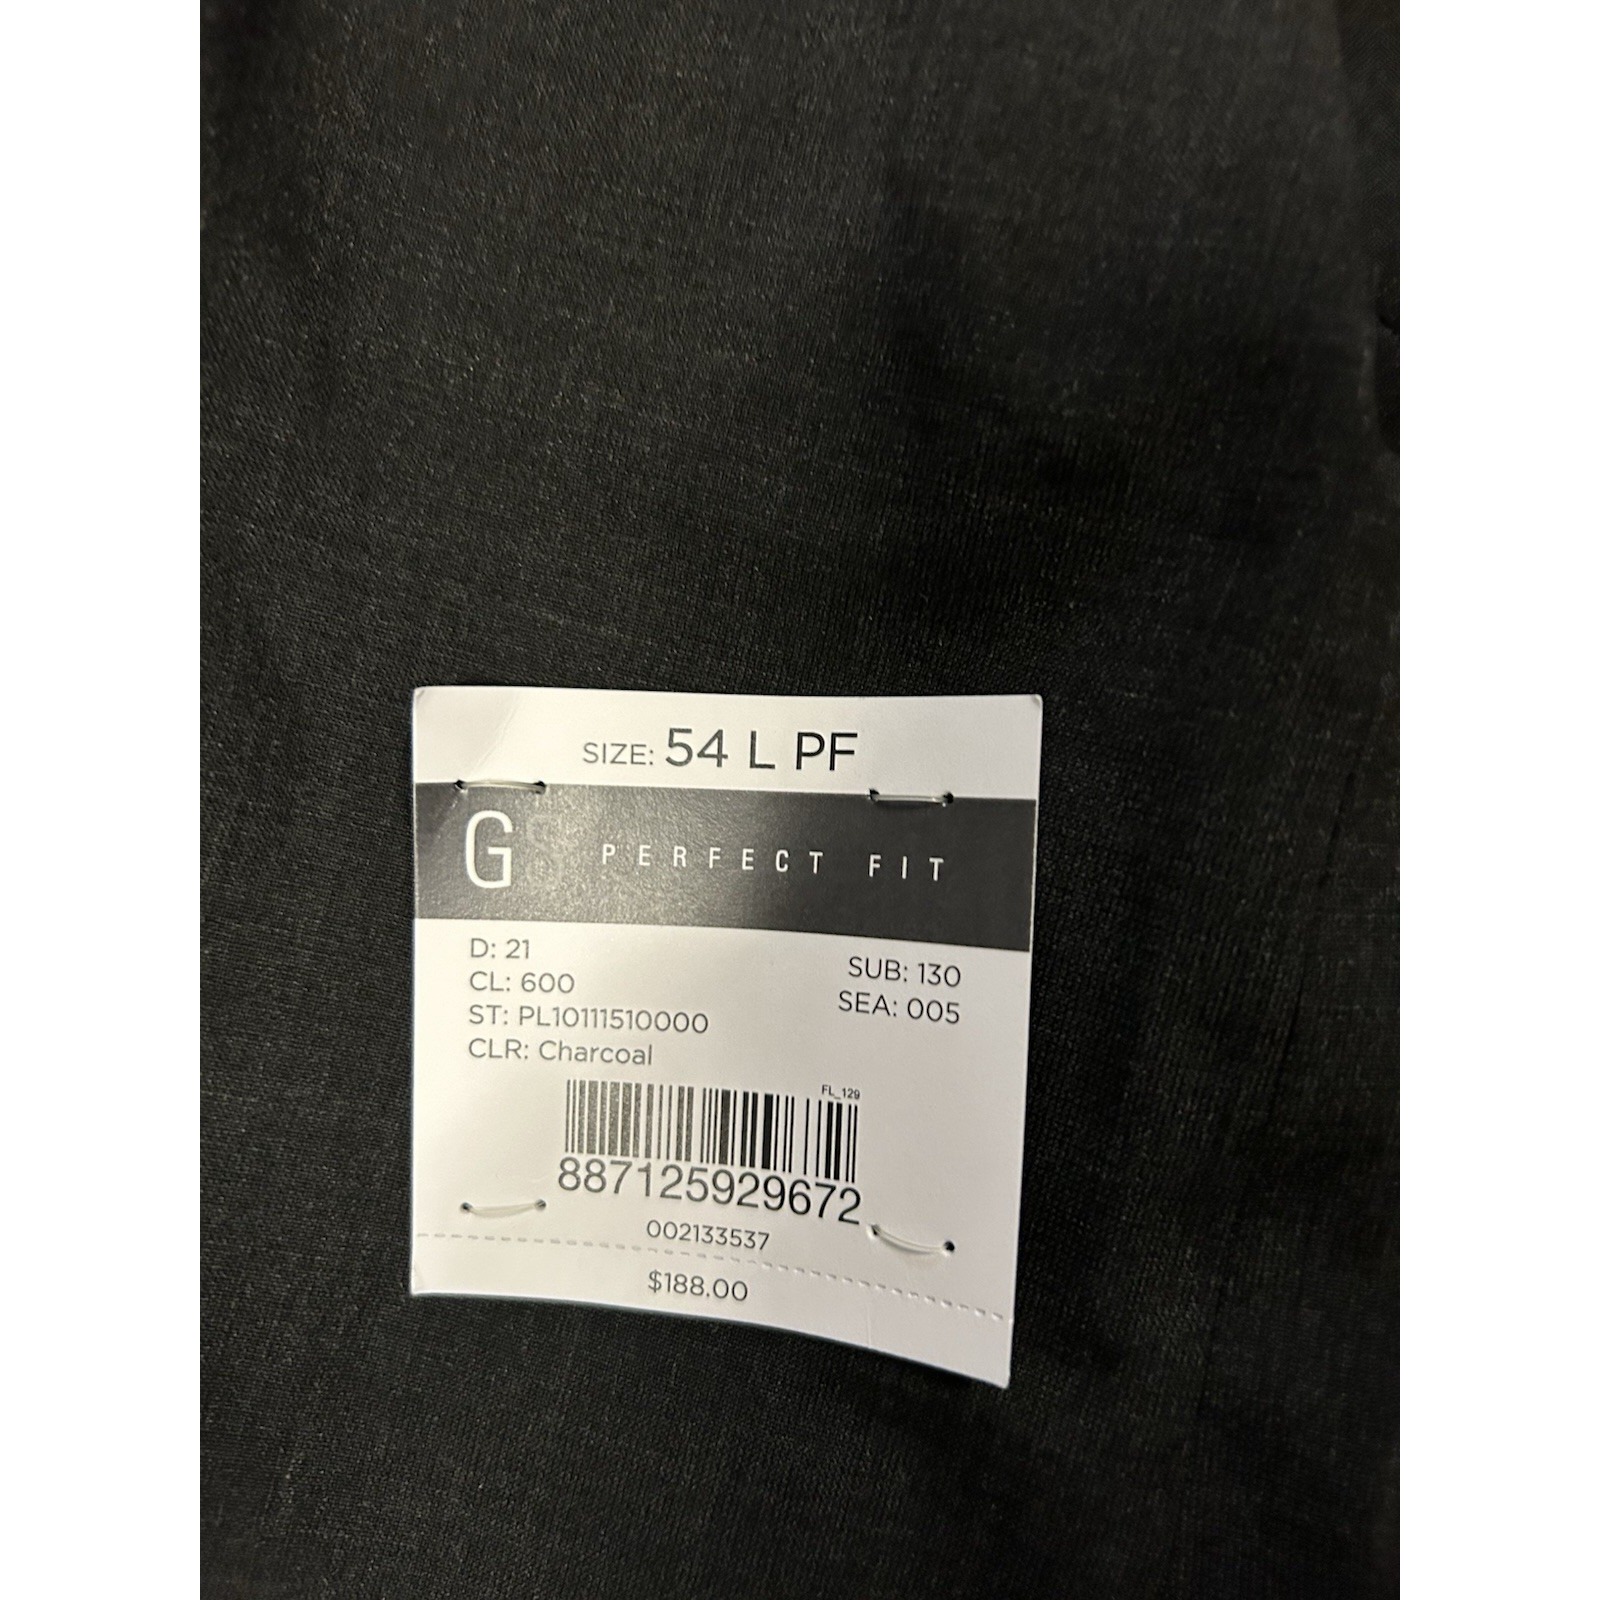 SIZE: 54 L PF
G PERFECT FIT
D: 21
SUB: 130
CL: 600
SEA: 005
ST: PL10111510000
CLR: Charcoal
FL_129
887125929672
002133537
$188.00